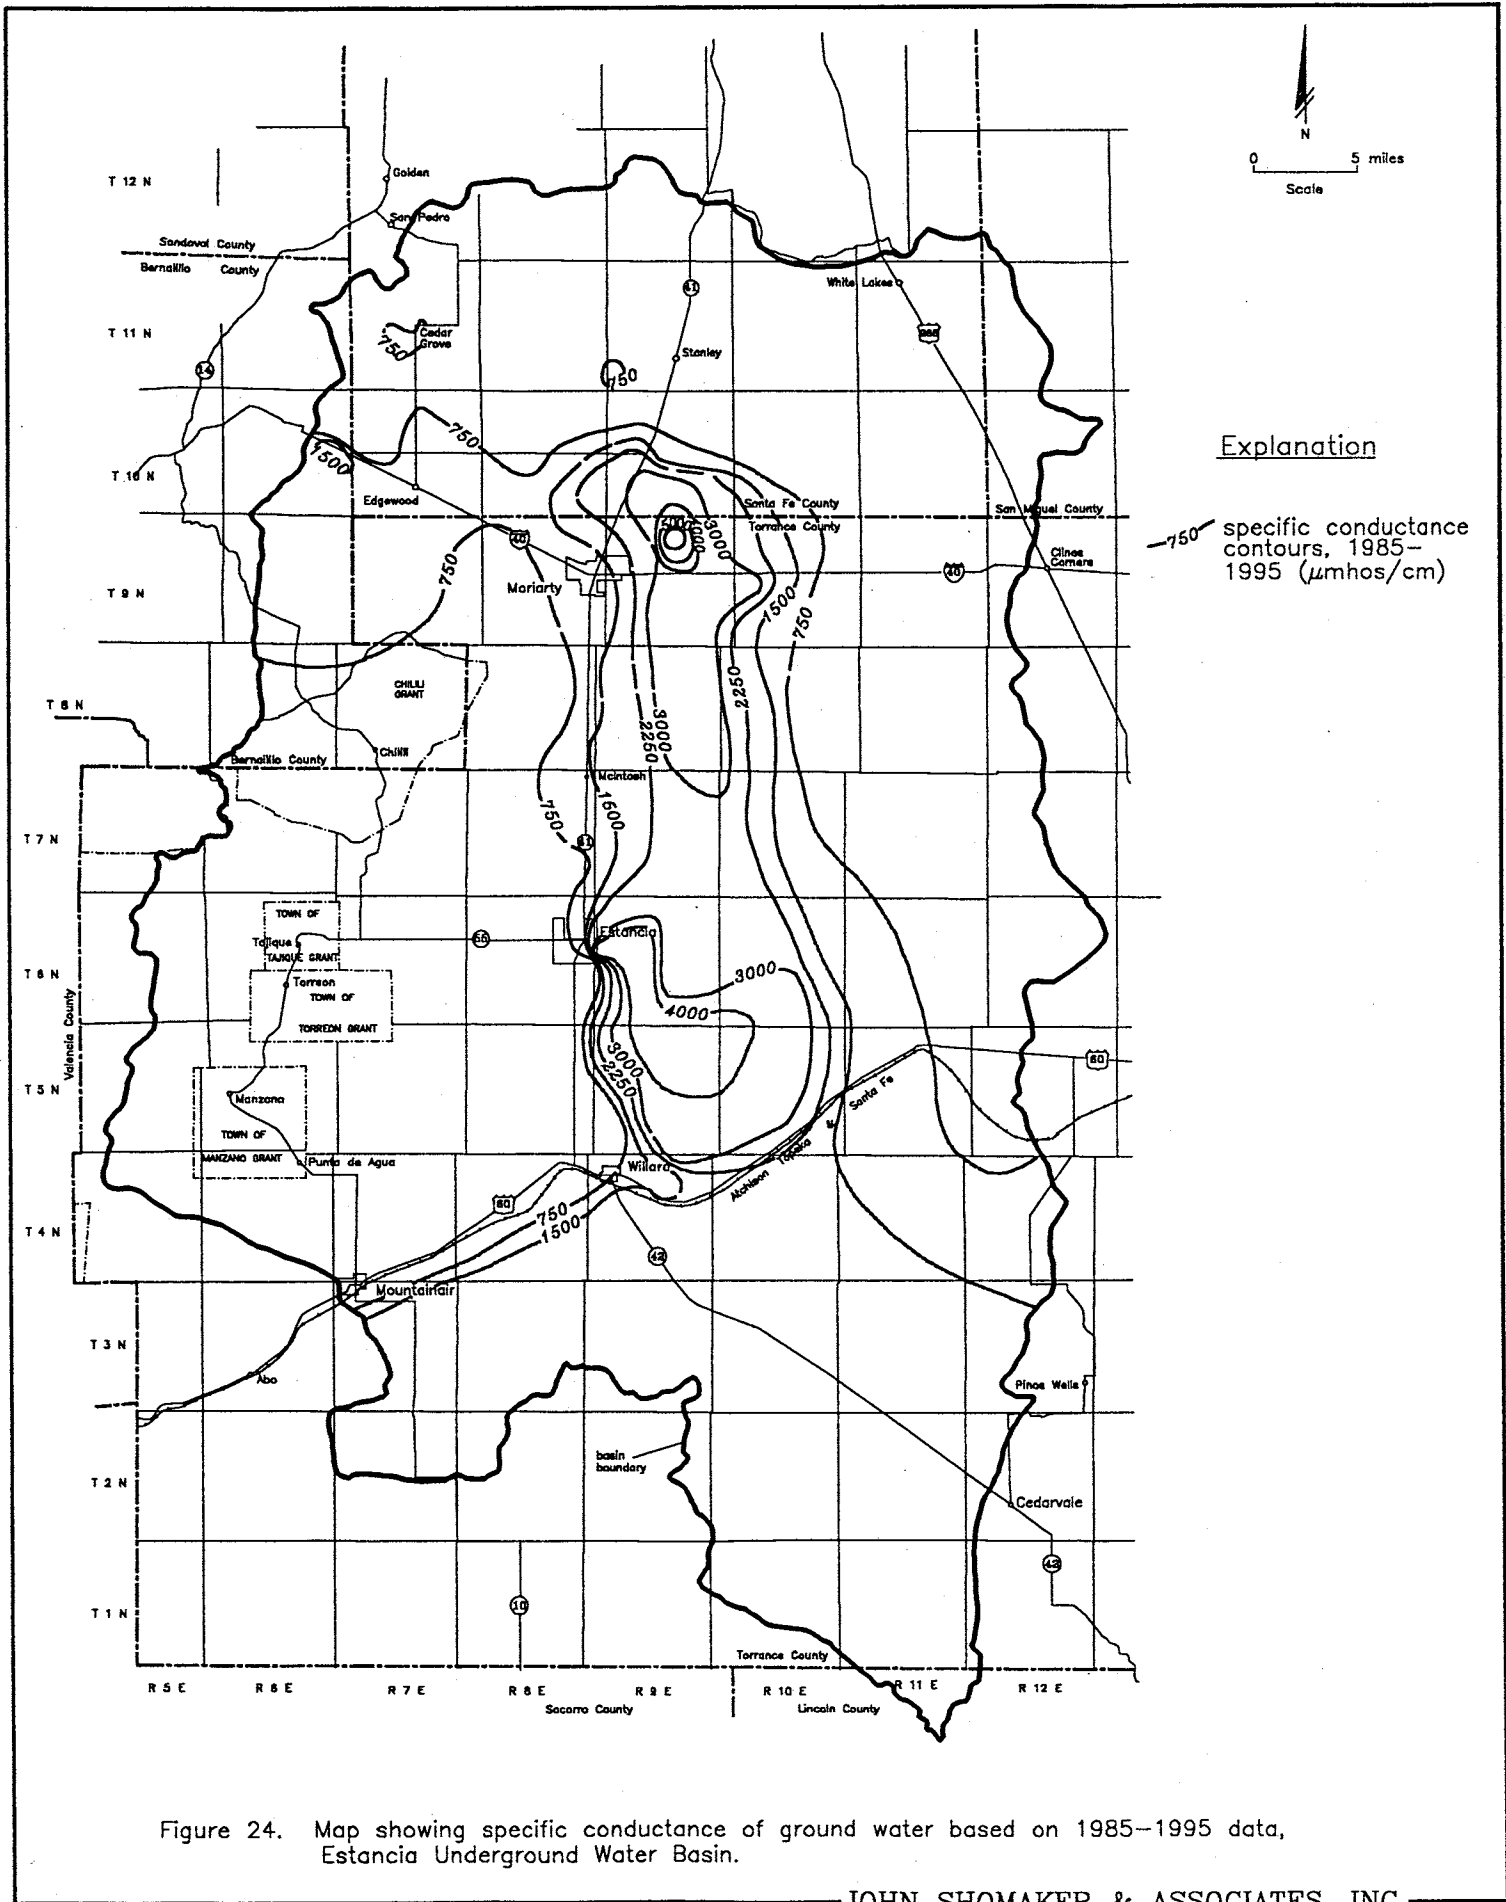 T 12 N
Golden
San Pedro
N
0 5 miles
Scale
Sandoval County
Bernalillo County
White Lakes
41
285
T 11 N
Cedar Grove
750
Stanley
14
750
750
1500
T 10 N
Edgewood
Explanation
Santa Fe County
Torrance County
San Miguel County
750 specific conductance
contours, 1985-
1995 (μmhos/cm)
5000
4000
3000
40
Clines
Corners
40
Moriarty
750
T 9 N
1500
750
CHILILI
GRANT
2250
T 8 N
3000
2250
Chilili
Bernalillo County
McIntosh
750
1500
41
T 7 N
TOWN OF
Tajique
TAJIQUE GRANT
55
Estancia
T 6 N
Torreon
TOWN OF
TORREON GRANT
3000
4000
Valencia County
3000
2250
60
T 5 N
Manzano
TOWN OF
MANZANO GRANT
Punta de Agua
Willard
Atchison Topeka & Santa Fe
60
750
1500
T 4 N
42
Mountainair
T 3 N
Abo
Pinos Wells
basin
boundary
T 2 N
Cedarvale
42
T 1 N
10
Torrance County
R 5 E R 6 E R 7 E R 8 E R 9 E R 10 E R 11 E R 12 E
Socorro County Lincoln County
Figure 24. Map showing specific conductance of ground water based on 1985-1995 data,
Estancia Underground Water Basin.
JOHN SHOMAKER & ASSOCIATES, INC.